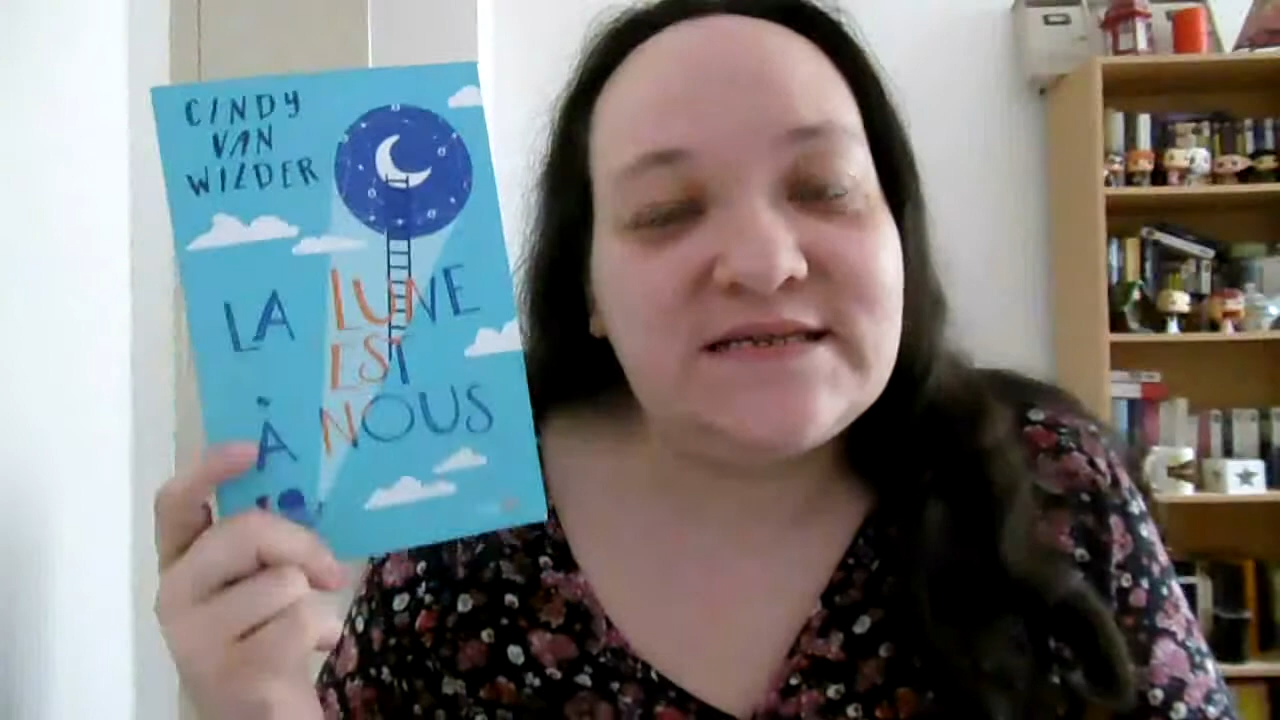 CINDY
VAN
WILDER
LA LUNE
EST
À NOUS